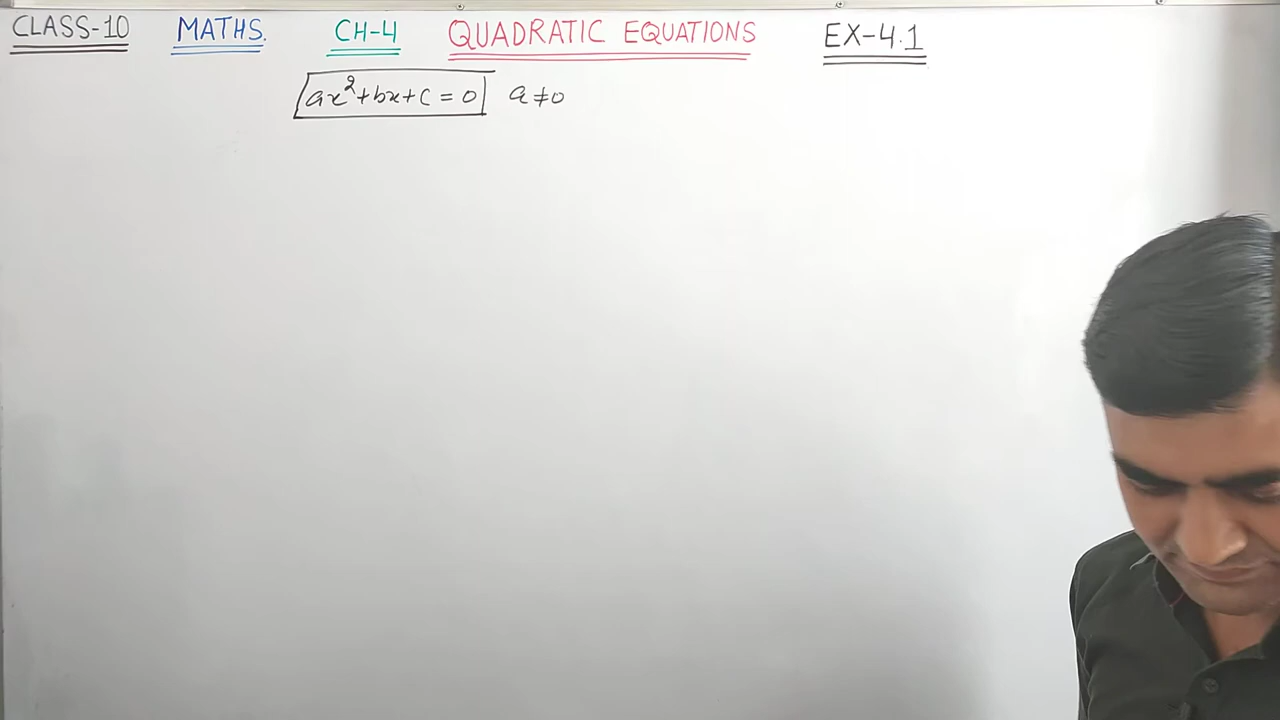 CLASS-10 MATHS. CH-4 QUADRATIC EQUATIONS EX-4.1
ax²+bx+c=0 a≠0